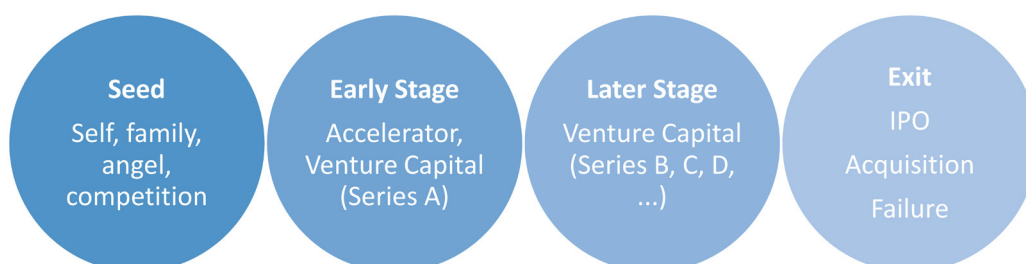 Seed
Self, family,
angel,
competition
Early Stage
Accelerator,
Venture Capital
(Series A)
Later Stage
Venture Capital
(Series B, C, D,
...)
Exit
IPO
Acquisition
Failure